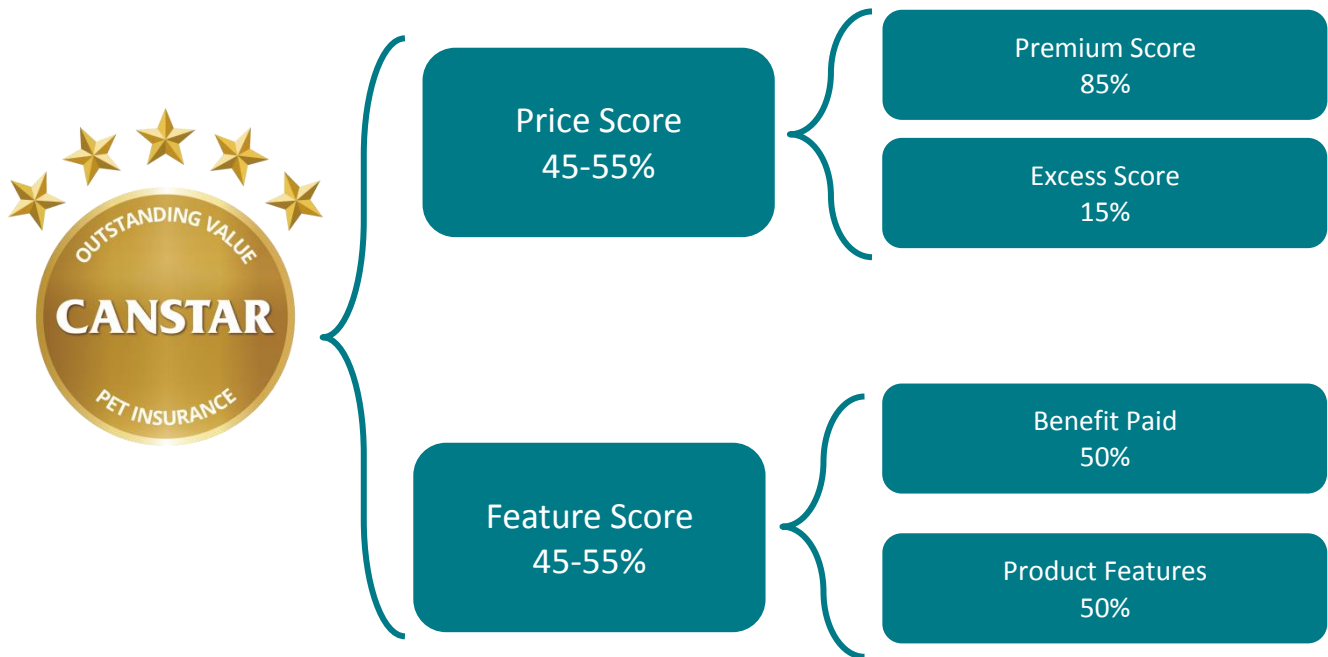 OUTSTANDING VALUE
CANSTAR
PET INSURANCE
Price Score
45-55%
Premium Score
85%
Excess Score
15%
Feature Score
45-55%
Benefit Paid
50%
Product Features
50%